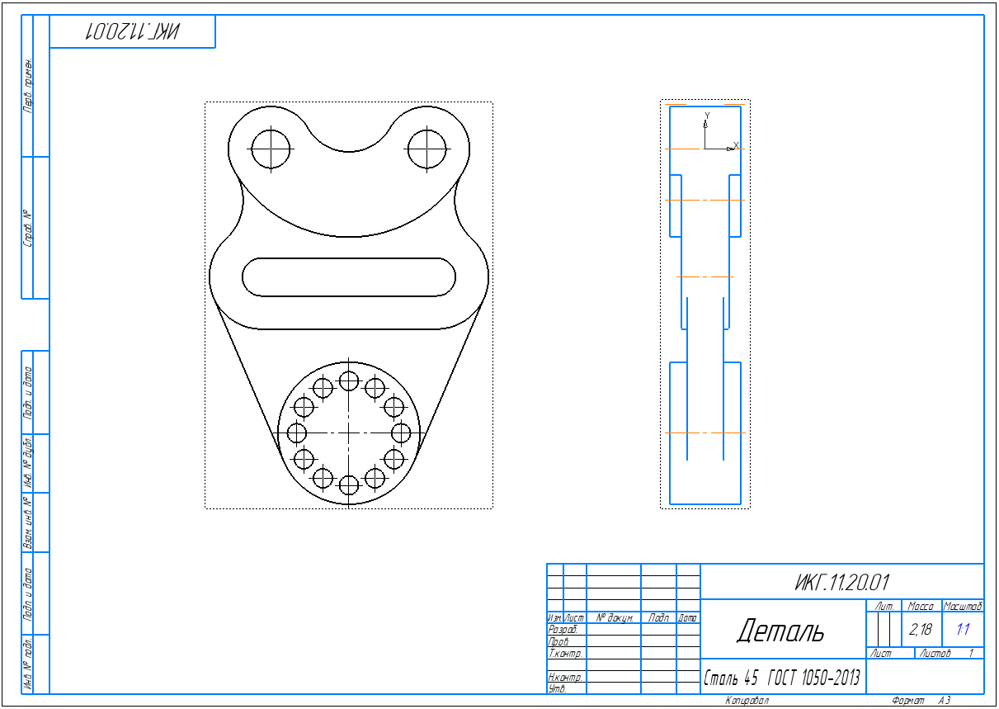 ИКГ.11.20.01
Перв. примен.
Справ. №
Подп. и дата
Инв. № дубл.
Взам. инв. №
Подп. и дата
Инв. № подл.
Y
X
ИКГ.11.20.01
Лит. Масса Масштаб
Изм. Лист № докум. Подп. Дата
Разраб.
Деталь
2,18 1:1
Пров.
Т.контр.
Лист Листов 1
Н.контр.
Сталь 45 ГОСТ 1050-2013
Утв.
Копировал Формат А3